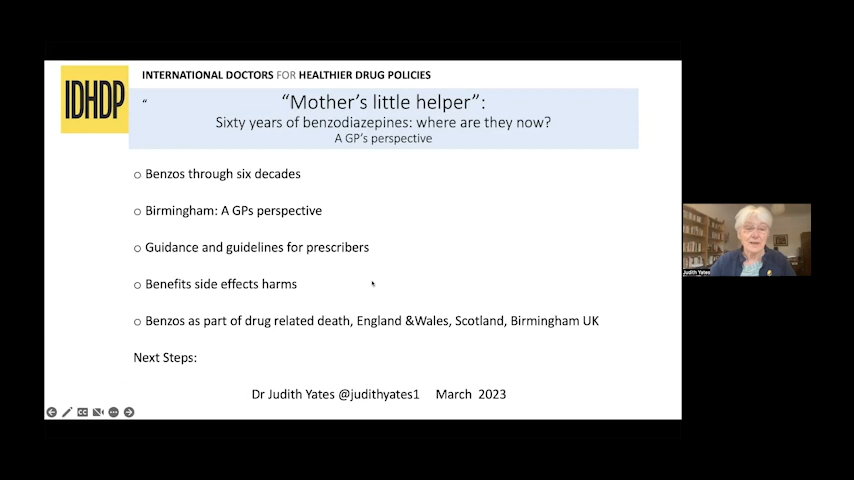 IDHDP
INTERNATIONAL DOCTORS FOR HEALTHIER DRUG POLICIES
“
“Mother’s little helper”:
Sixty years of benzodiazepines: where are they now?
A GP’s perspective
o Benzos through six decades
o Birmingham: A GPs perspective
o Guidance and guidelines for prescribers
o Benefits side effects harms
o Benzos as part of drug related death, England &Wales, Scotland, Birmingham UK
Next Steps:
Dr Judith Yates @judithyates1 March 2023
CC
Judith Yates